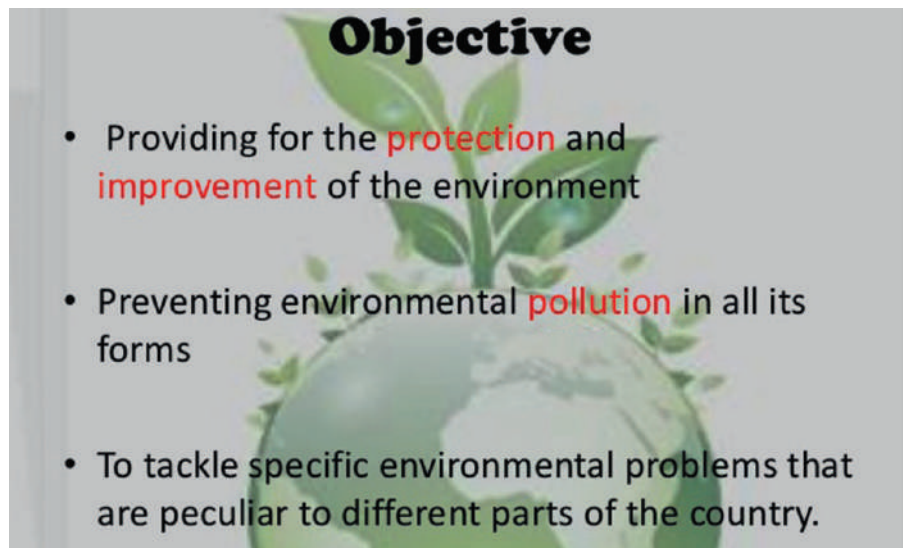 Objective
• Providing for the protection and
improvement of the environment
• Preventing environmental pollution in all its
forms
• To tackle specific environmental problems that
are peculiar to different parts of the country.